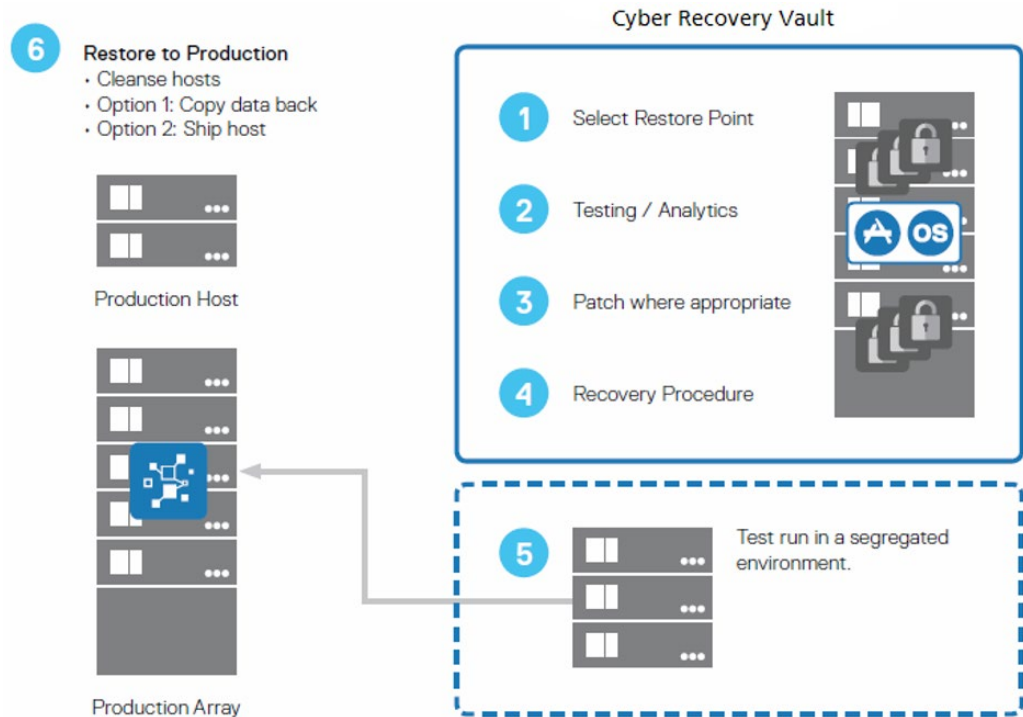 Cyber Recovery Vault
6
Restore to Production
• Cleanse hosts
• Option 1: Copy data back
• Option 2: Ship host
Production Host
Production Array
1
Select Restore Point
2
Testing / Analytics
OS
3
Patch where appropriate
4
Recovery Procedure
5
Test run in a segregated
environment.